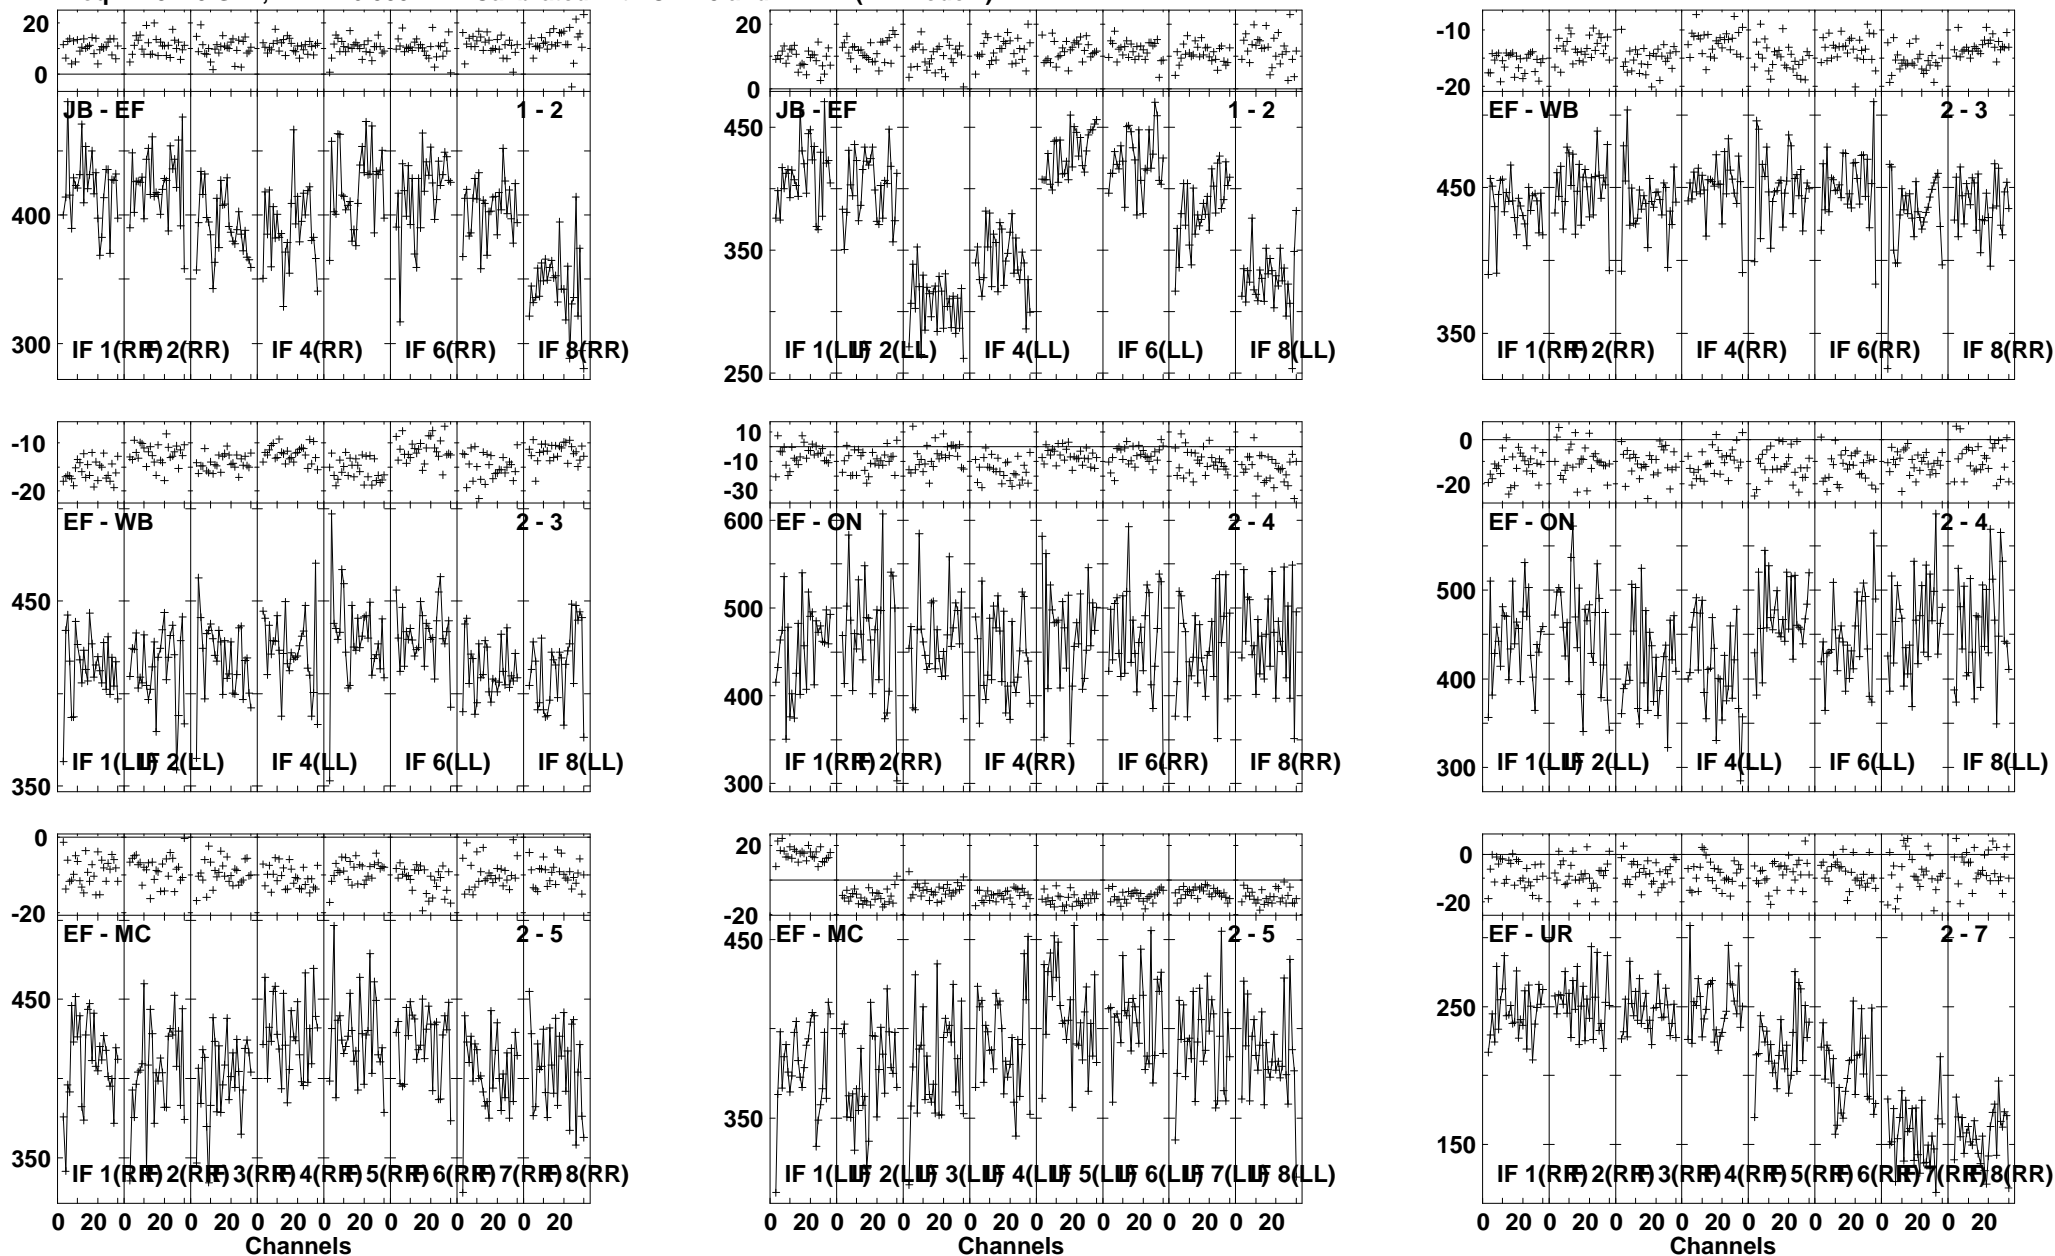 20
0
JB - EF 1 - 2
400
300
IF 1(RR) IF 2(RR) IF 4(RR) IF 6(RR) IF 8(RR)
20
10
0
JB - EF 1 - 2
450
350
250
IF 1(LL) IF 2(LL) IF 4(LL) IF 6(LL) IF 8(LL)
-10
-20
EF - WB 2 - 3
450
350
IF 1(RR) IF 2(RR) IF 4(RR) IF 6(RR) IF 8(RR)
-10
-20
EF - WB 2 - 3
450
350
IF 1(LL) IF 2(LL) IF 4(LL) IF 6(LL) IF 8(LL)
10
-10
-30
EF - ON 2 - 4
600
500
400
300
IF 1(RR) IF 2(RR) IF 4(RR) IF 6(RR) IF 8(RR)
0
-20
EF - ON 2 - 4
500
400
300
IF 1(LL) IF 2(LL) IF 4(LL) IF 6(LL) IF 8(LL)
0
-20
EF - MC 2 - 5
450
350
IF 1(RR) IF 2(RR) IF 3(RR) IF 4(RR) IF 5(RR) IF 6(RR) IF 7(RR) IF 8(RR)
0 20 0 20 0 20 0 20 0 20 0 20 0 20 0 20
Channels
20
0
-20
EF - MC 2 - 5
450
350
IF 1(LL) IF 2(LL) IF 3(LL) IF 4(LL) IF 5(LL) IF 6(LL) IF 7(LL) IF 8(LL)
0 20 0 20 0 20 0 20 0 20 0 20 0 20 0 20
Channels
0
-20
EF - UR 2 - 7
250
150
IF 1(RR) IF 2(RR) IF 3(RR) IF 4(RR) IF 5(RR) IF 6(RR) IF 7(RR) IF 8(RR)
0 20 0 20 0 20 0 20 0 20 0 20 0 20 0 20
Channels